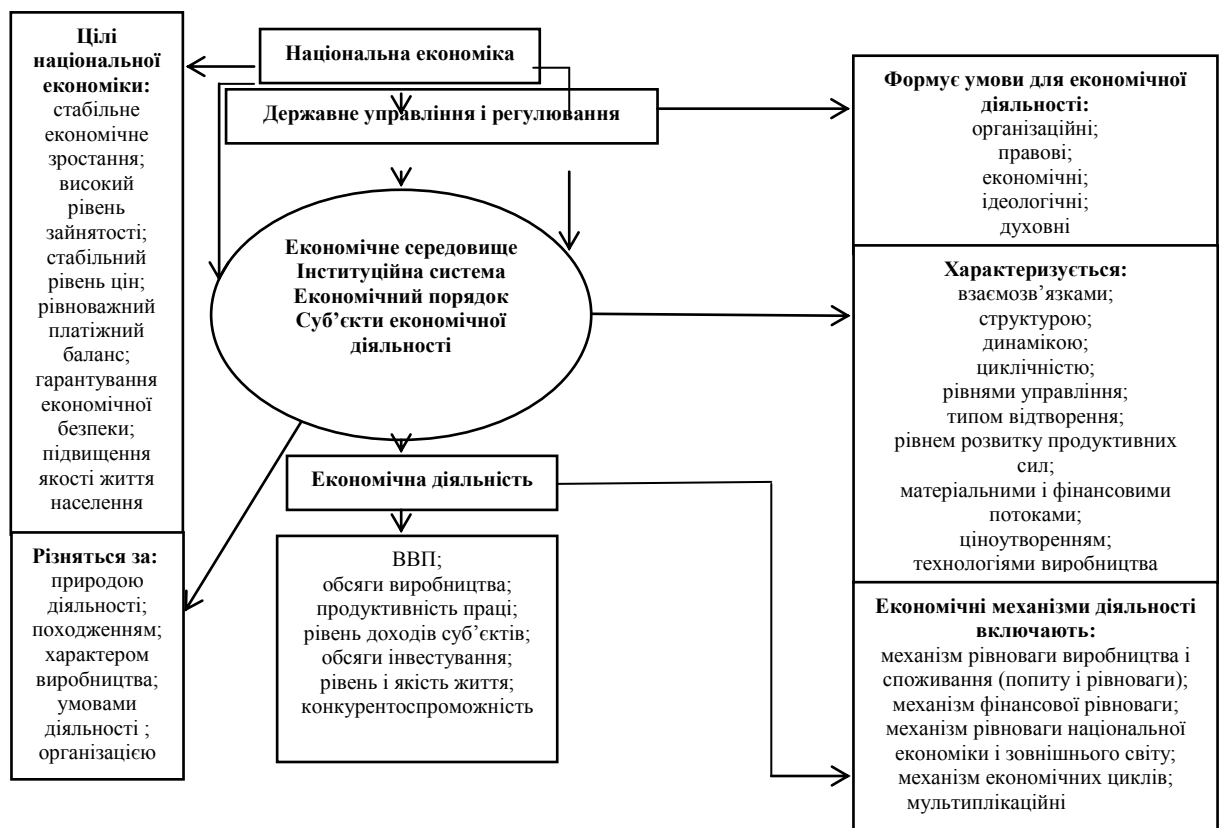 Цілі
національної
економіки:
стабільне
економічне
зростання;
високий
рівень
зайнятості;
стабільний
рівень цін;
рівноважний
платіжний
баланс;
гарантування
економічної
безпеки;
підвищення
якості життя
населення
Різняться за:
природою
діяльності;
походженням;
характером
виробництва;
умовами
діяльності ;
організацією
Національна економіка
Державне управління і регулювання
Економічне середовище
Інституційна система
Економічний порядок
Суб’єкти економічної
діяльності
Економічна діяльність
ВВП;
обсяги виробництва;
продуктивність праці;
рівень доходів суб’єктів;
обсяги інвестування;
рівень і якість життя;
конкурентоспроможність
Формує умови для економічної
діяльності:
організаційні;
правові;
економічні;
ідеологічні;
духовні
Характеризується:
взаємозв’язками;
структурою;
динамікою;
циклічністю;
рівнями управління;
типом відтворення;
рівнем розвитку продуктивних
сил;
матеріальними і фінансовими
потоками;
ціноутворенням;
технологіями виробництва
Економічні механізми діяльності
включають:
механізм рівноваги виробництва і
споживання (попиту і рівноваги);
механізм фінансової рівноваги;
механізм рівноваги національної
економіки і зовнішнього світу;
механізм економічних циклів;
мультиплікаційні